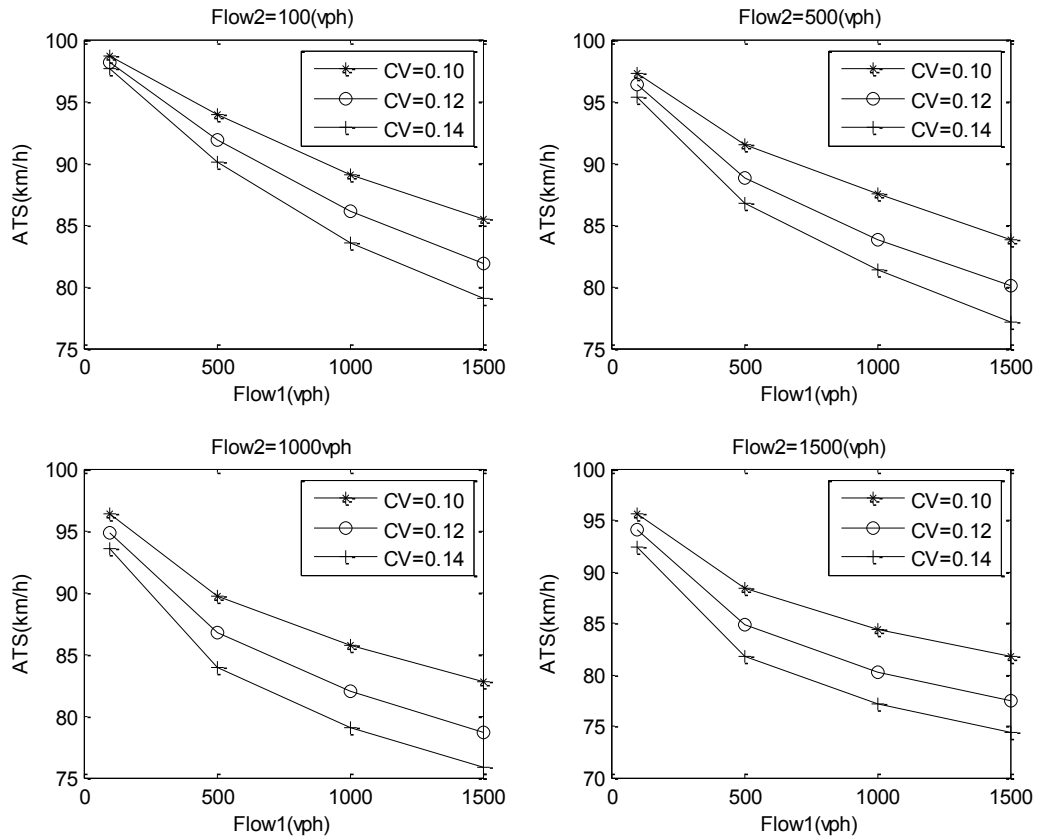 Flow2=100(vph)
100
95
90
85
80
75
ATS(km/h)
0
500
1000
1500
Flow1(vph)
CV=0.10
CV=0.12
CV=0.14
Flow2=500(vph)
100
95
90
85
80
75
ATS(km/h)
0
500
1000
1500
Flow1(vph)
CV=0.10
CV=0.12
CV=0.14
Flow2=1000vph
100
95
90
85
80
75
ATS(km/h)
0
500
1000
1500
Flow1(vph)
CV=0.10
CV=0.12
CV=0.14
Flow2=1500(vph)
100
95
90
85
80
75
70
ATS(km/h)
0
500
1000
1500
Flow1(vph)
CV=0.10
CV=0.12
CV=0.14